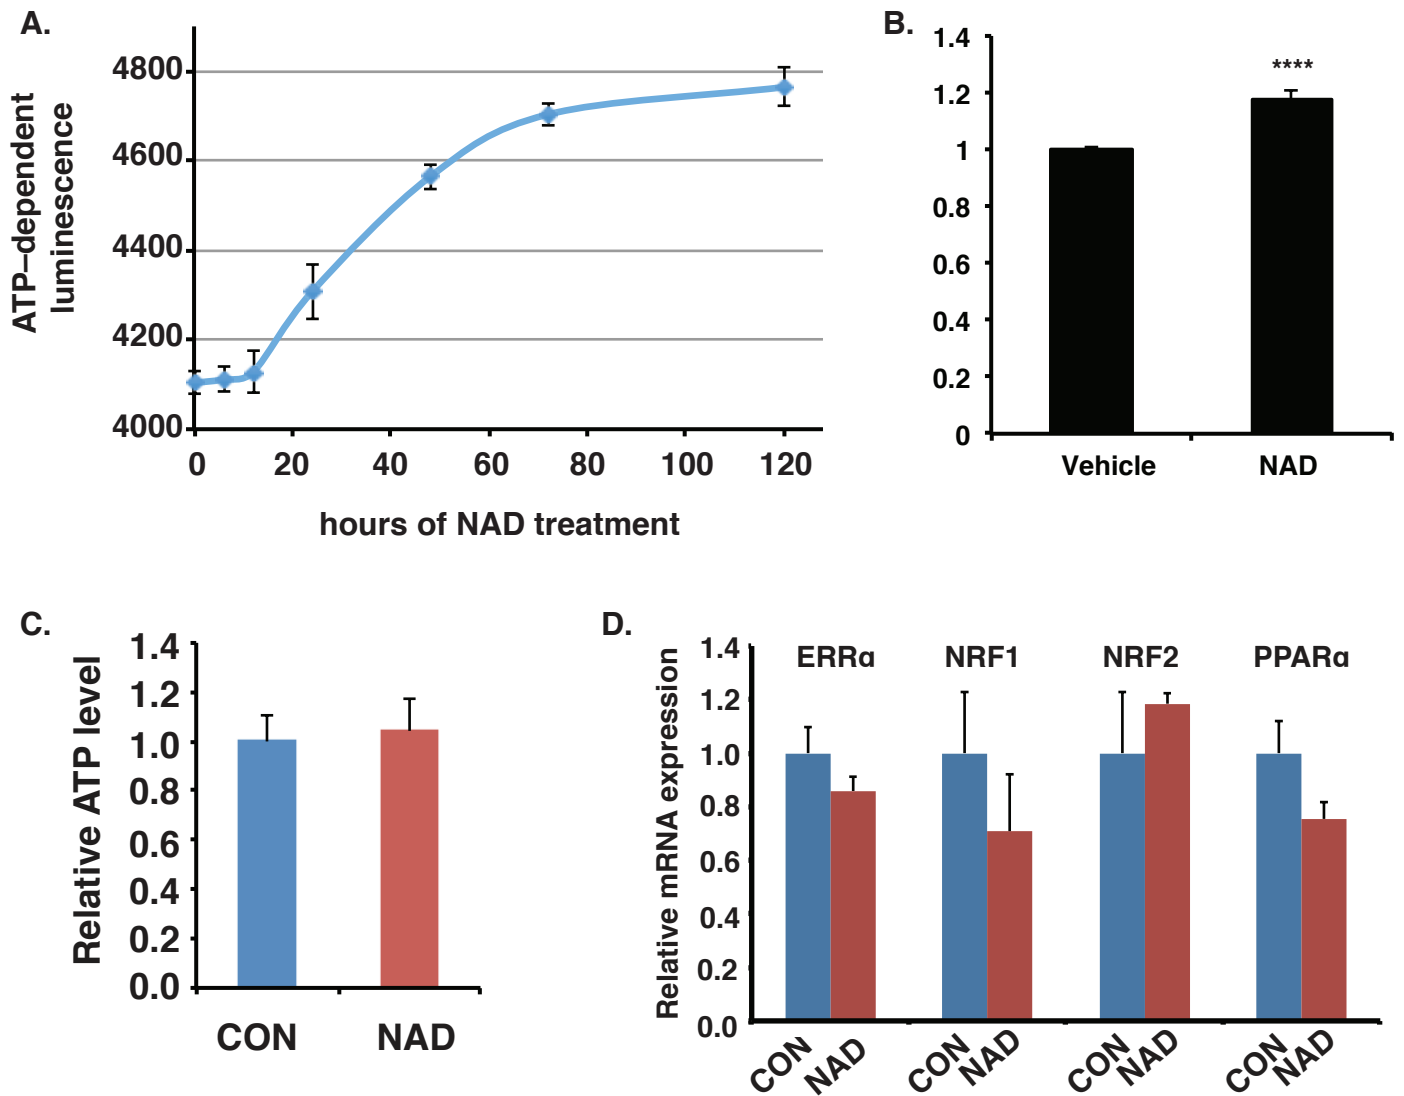 A.
ATP–dependent
luminescence
4800
4600
4400
4200
4000
0 20 40 60 80 100 120
hours of NAD treatment
B.
1.4
1.2
1
0.8
0.6
0.4
0.2
0
****
Vehicle NAD
C.
Relative ATP level
1.4
1.2
1.0
0.8
0.6
0.4
0.2
0.0
CON NAD
D.
Relative mRNA expression
1.4
1.2
1.0
0.8
0.6
0.4
0.2
0.0
ERRα NRF1 NRF2 PPARα
CON NAD CON NAD CON NAD CON NAD